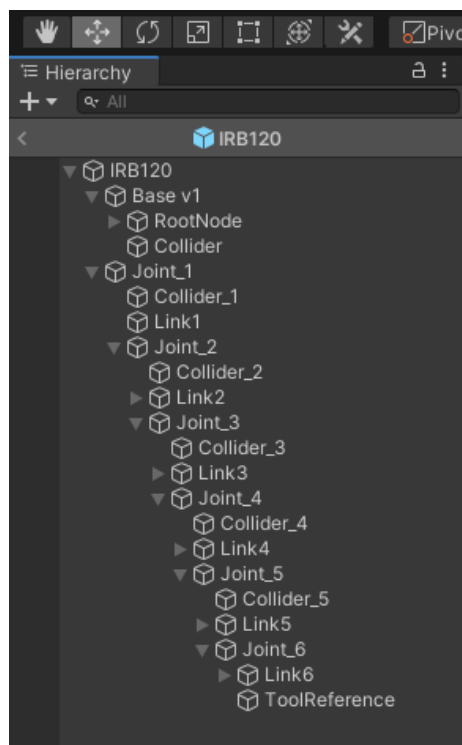 Pivo
Hierarchy
All
IRB120
IRB120
Base v1
RootNode
Collider
Joint_1
Collider_1
Link1
Joint_2
Collider_2
Link2
Joint_3
Collider_3
Link3
Joint_4
Collider_4
Link4
Joint_5
Collider_5
Link5
Joint_6
Link6
ToolReference